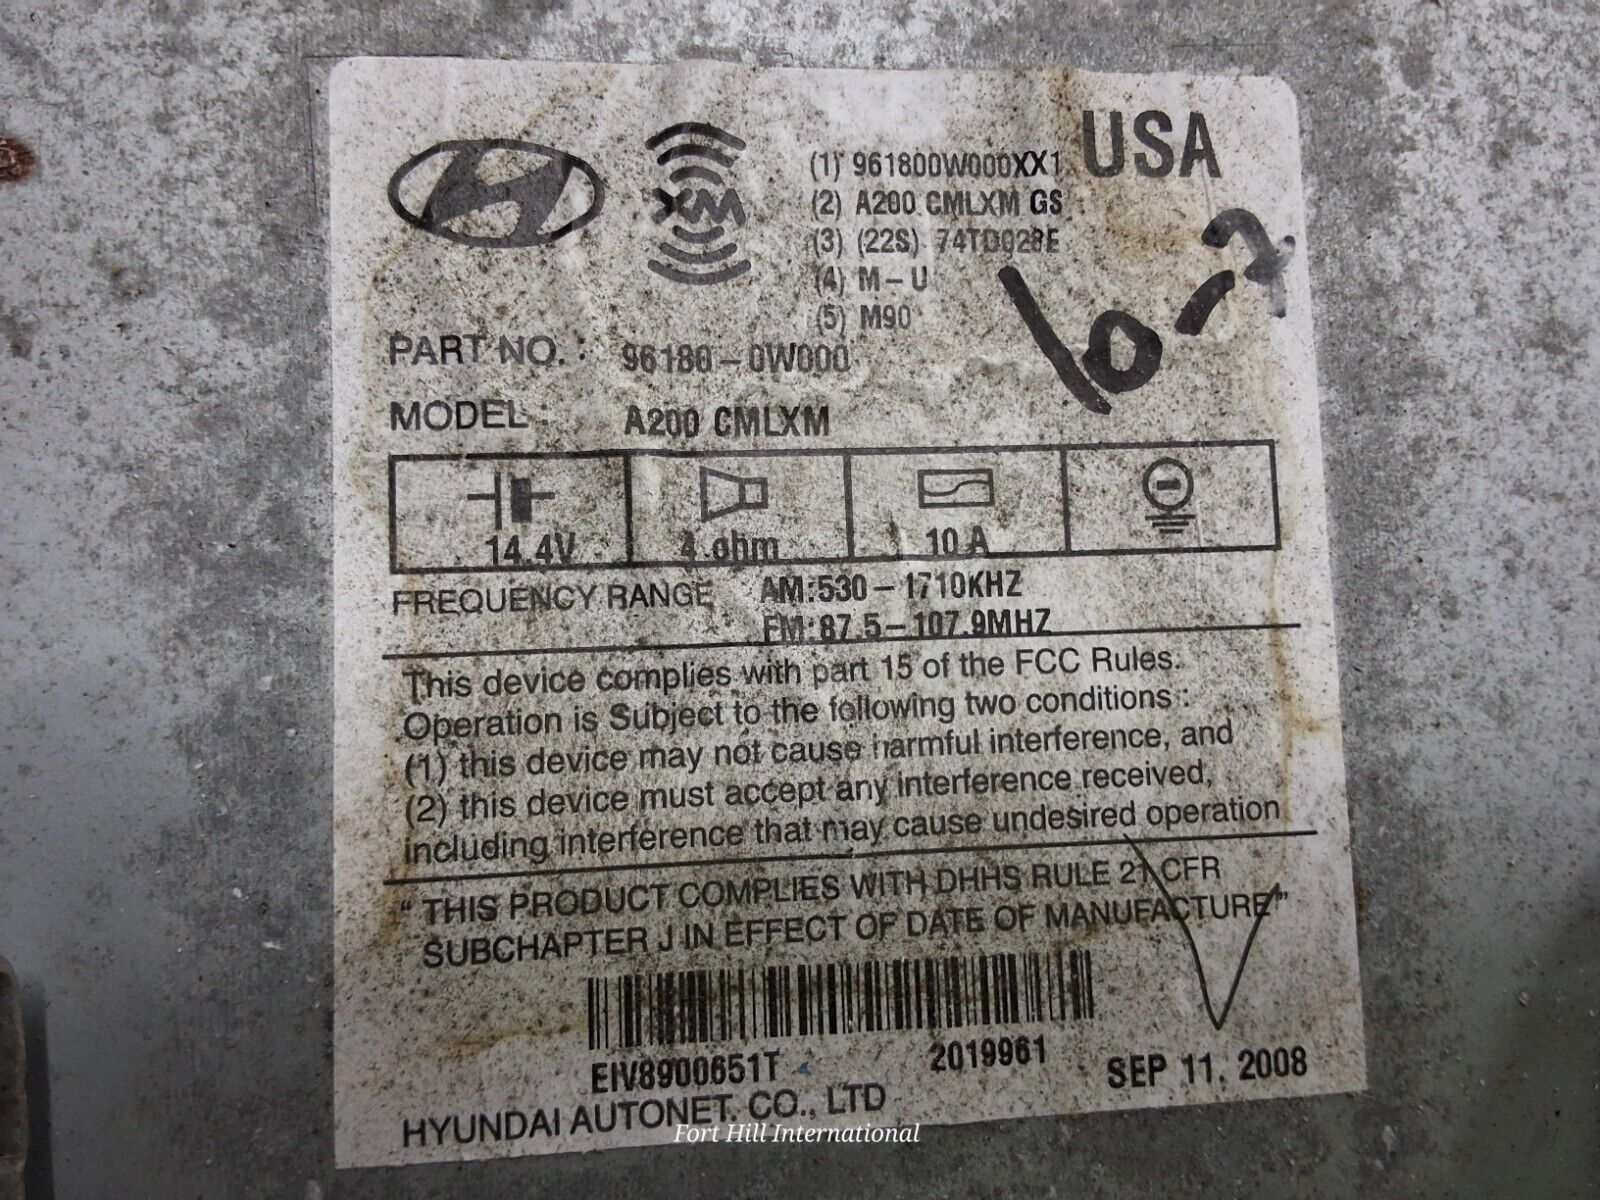 USA
XM
(1) 961800W000XX1
(2) A200 CMLXM GS
(3) (22S) 74TD028E
(4) M-U
(5) M90
10-7
PART NO. : 96180-0W000
MODEL : A200 CMLXM
14.4V 4 ohm 10 A
FREQUENCY RANGE AM:530-1710KHZ
FM:87.5-107.9MHZ
This device complies with part 15 of the FCC Rules.
Operation is Subject to the following two conditions :
(1) this device may not cause harmful interference, and
(2) this device must accept any interference received,
including interference that may cause undesired operation
" THIS PRODUCT COMPLIES WITH DHHS RULE 21 CFR
SUBCHAPTER J IN EFFECT OF DATE OF MANUFACTURE"
EIV8900651T 2019961 SEP 11. 2008
HYUNDAI AUTONET. CO., LTD
Fort Hill International